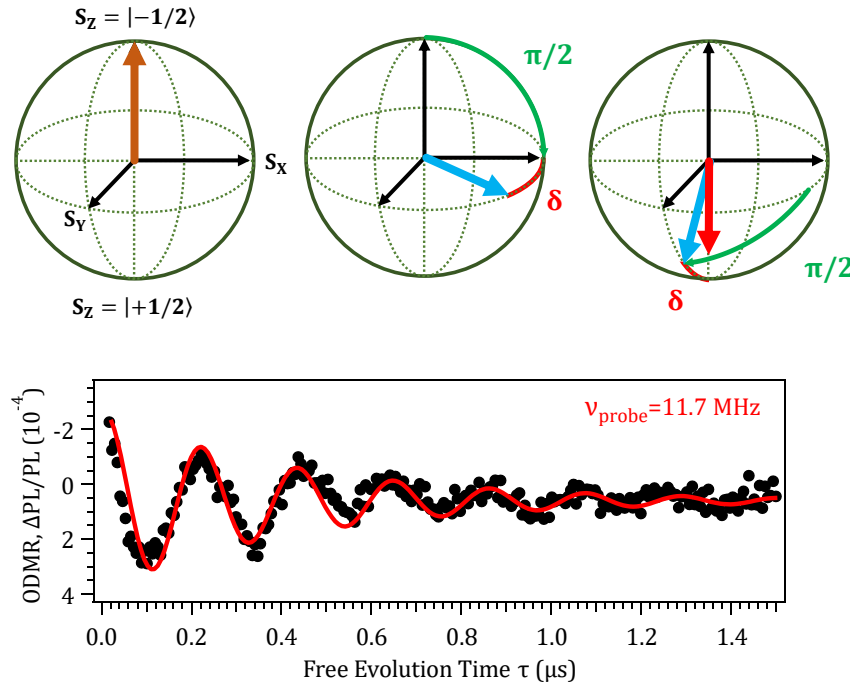 S_Z = |−1/2⟩
S_X
S_Y
S_Z = |+1/2⟩
π/2
δ
π/2
δ
ν_probe=11.7 MHz
ODMR, ΔPL/PL (10^-4)
-2
0
2
4
0.0 0.2 0.4 0.6 0.8 1.0 1.2 1.4
Free Evolution Time τ (μs)